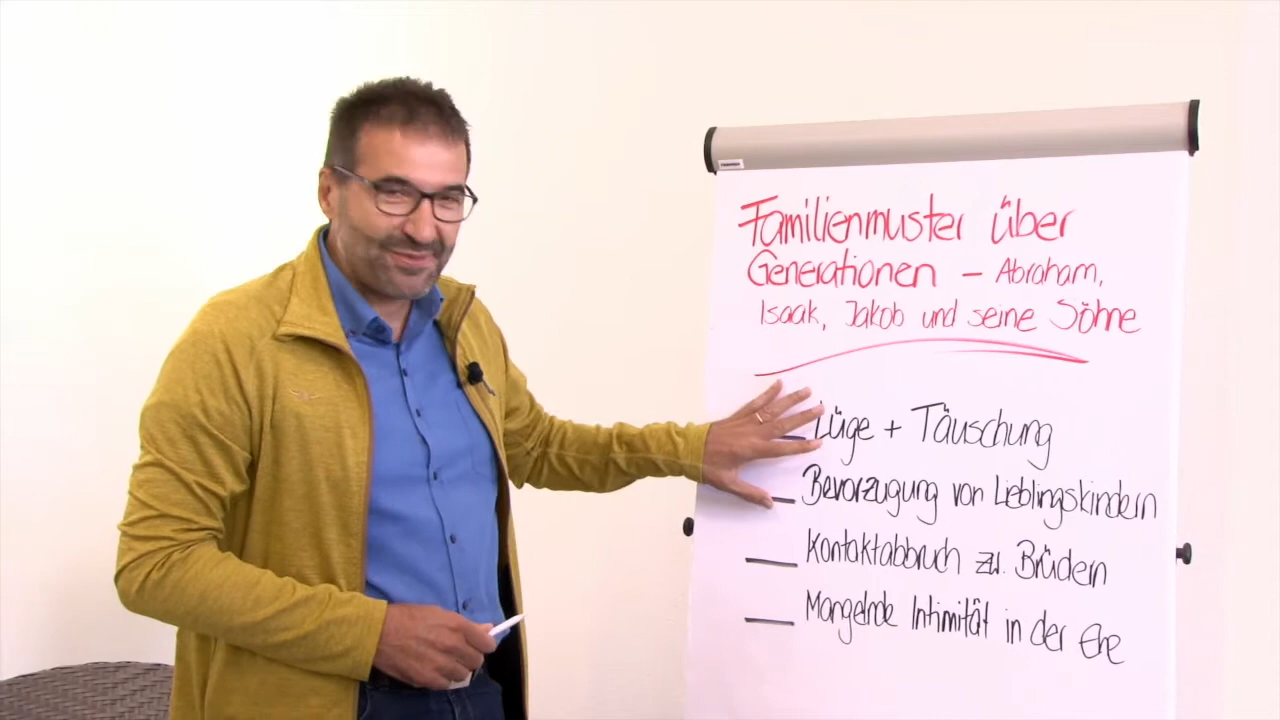 Familienmuster über
Generationen – Abraham,
Isaak, Jakob und seine Söhne
Lüge + Täuschung
Bevorzugung von Lieblingskindern
Kontaktabbruch zw. Brüdern
Mangelnde Intimität in der Ehe